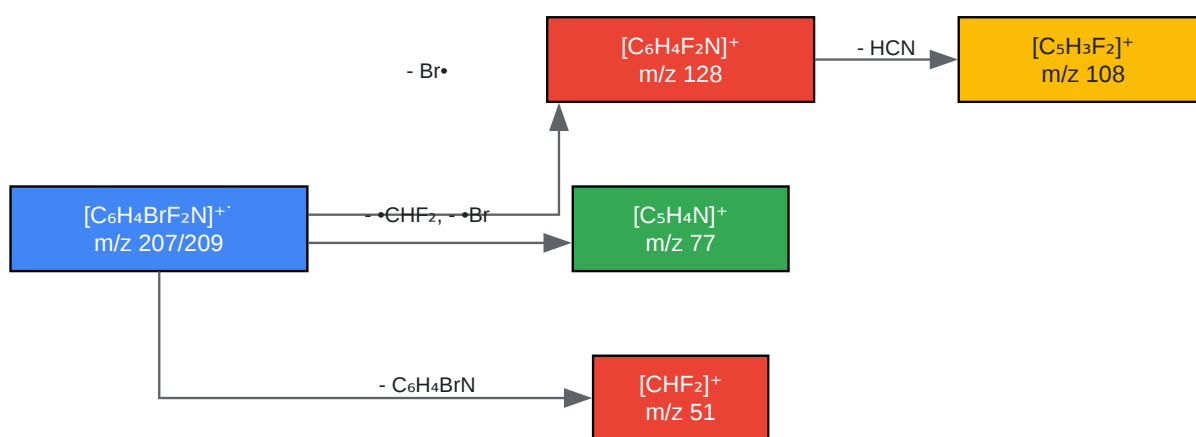 [C₆H₄F₂N]⁺
m/z 128
- HCN
[C₅H₃F₂]⁺
m/z 108
- Br•
[C₆H₄BrF₂N]⁺˙
m/z 207/209
- •CHF₂, - •Br
[C₅H₄N]⁺
m/z 77
- C₆H₄BrN
[CHF₂]⁺
m/z 51